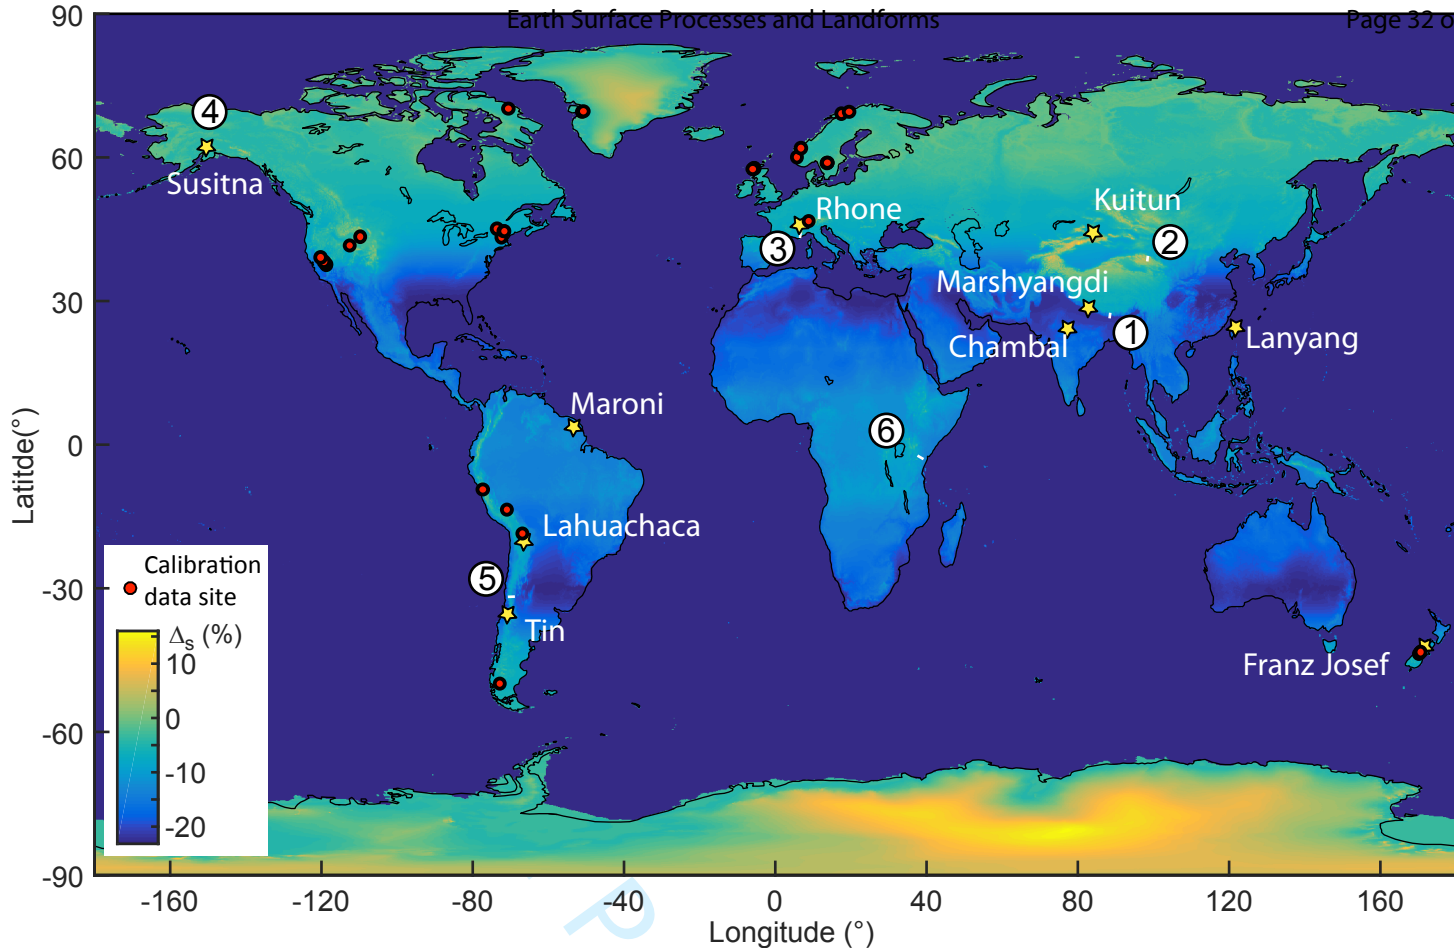 Earth Surface Processes and Landforms
Page 32 o
90
60
30
0
-30
-60
-90
Latitde(°)
4
Susitna
Rhone
3
Kuitun
2
Marshyangdi
1
Chambal
Lanyang
Maroni
6
Lahuachaca
5
Tin
Franz Josef
Calibration
data site
Δs (%)
10
0
-10
-20
-160
-120
-80
-40
0
40
80
120
160
Longitude (°)
P